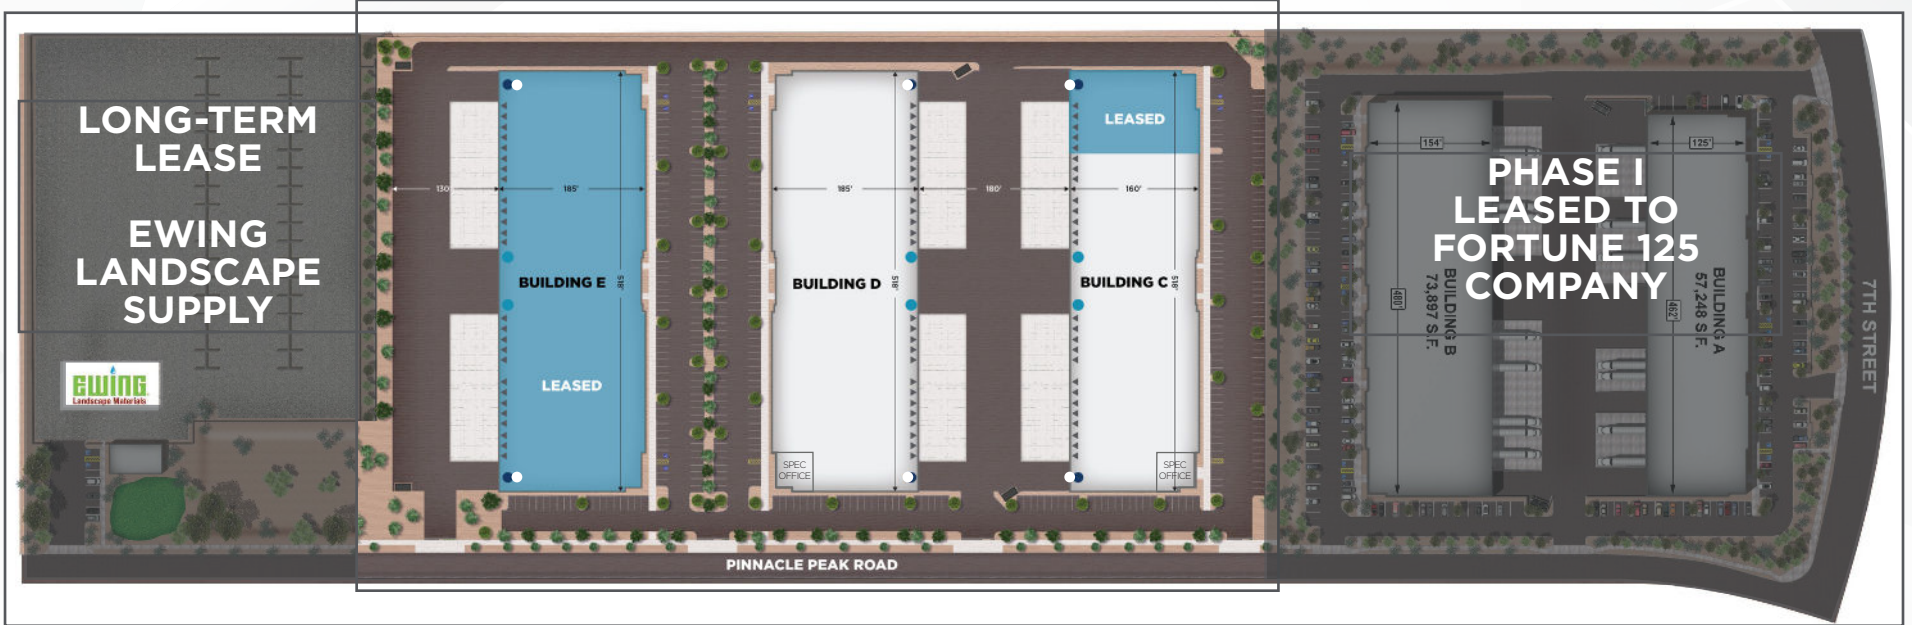 LONG-TERM
LEASE
EWING
LANDSCAPE
SUPPLY
EWING
Landscape Materials
130'
185'
518'
BUILDING E
LEASED
185'
518'
BUILDING D
SPEC
OFFICE
180'
LEASED
160'
518'
BUILDING C
SPEC
OFFICE
PINNACLE PEAK ROAD
154'
480'
BUILDING B
73,897 S.F.
125'
462'
BUILDING A
57,248 S.F.
PHASE I
LEASED TO
FORTUNE 125
COMPANY
7TH STREET